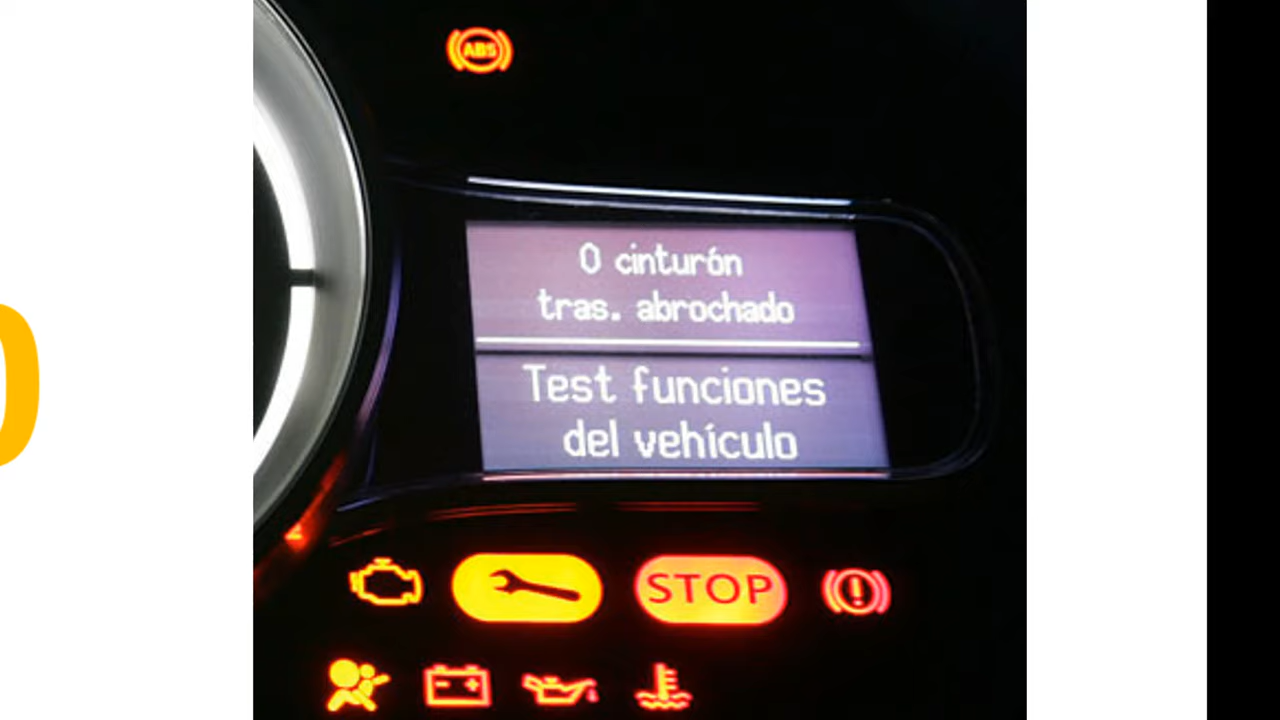 ABS
0 cinturón
tras. abrochado
Test funciones
del vehículo
STOP